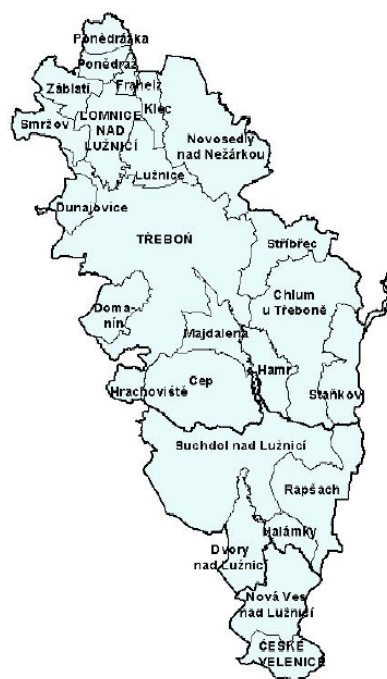 Ponědrážka
Ponědraž
Záblatí
Frahelž
Klec
Smržov
LOMNICE
NAD
LUŽNICÍ
Novosedly
nad Nežárkou
Lužnice
Dunajovice
TŘEBOŇ
Stříbřec
Chlum
u Třeboně
Doma-
nín
Majdalena
Hamr
Staňkov
Hrachoviště
Cep
Suchdol nad Lužnicí
Rapšach
Halámky
Dvory
nad Lužnicí
Nová Ves
nad Lužnicí
ČESKÉ
VELENICE